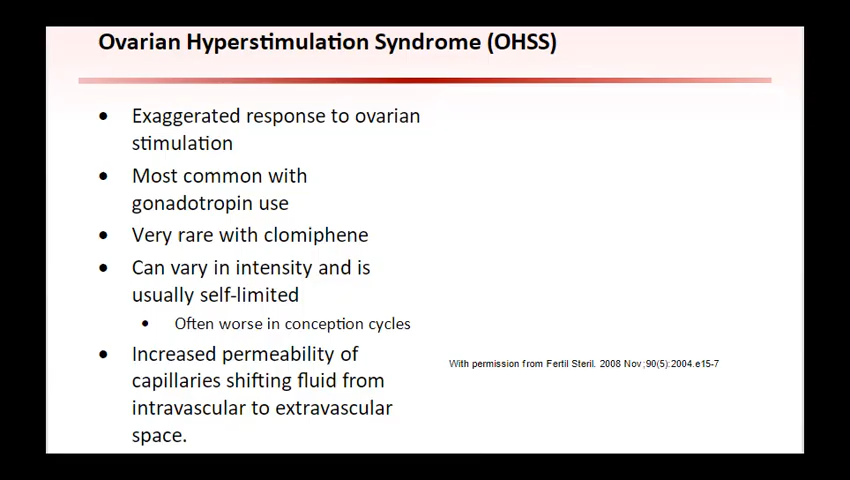 Ovarian Hyperstimulation Syndrome (OHSS)
• Exaggerated response to ovarian
stimulation
• Most common with
gonadotropin use
• Very rare with clomiphene
• Can vary in intensity and is
usually self-limited
• Often worse in conception cycles
• Increased permeability of
capillaries shifting fluid from
intravascular to extravascular
space.
With permission from Fertil Steril. 2008 Nov;90(5):2004.e15-7